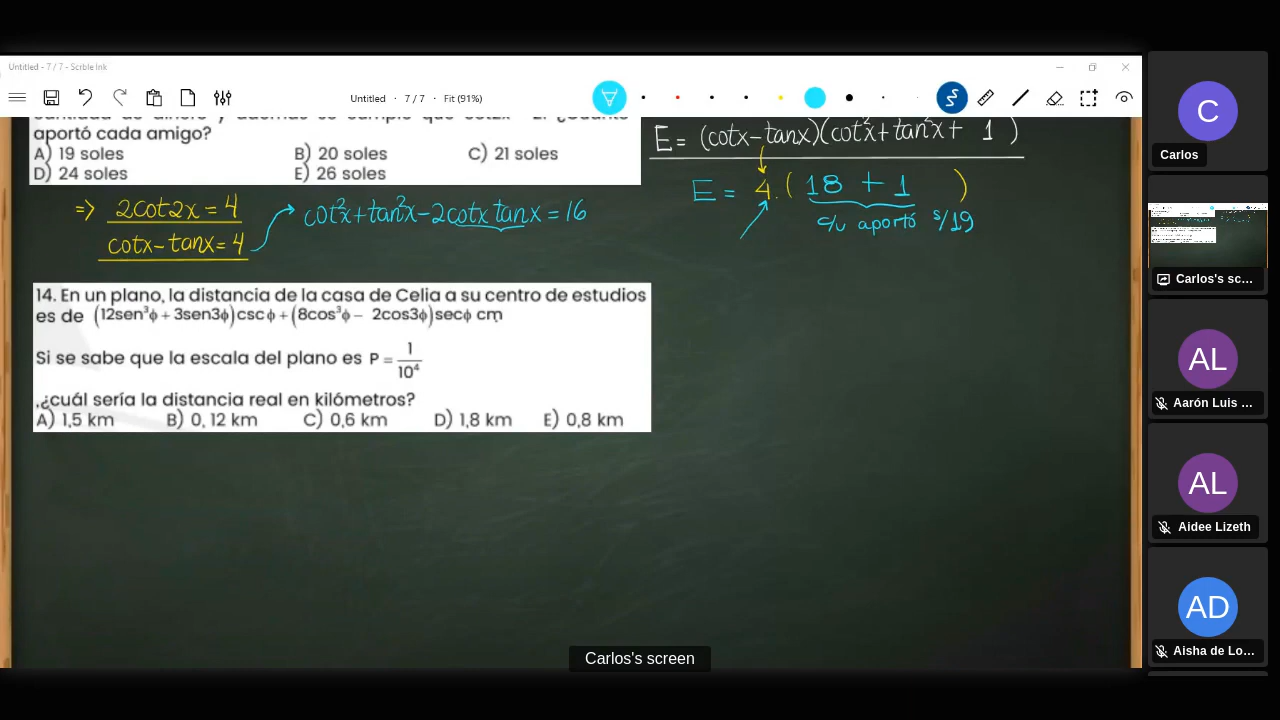 Untitled - 7 / 7 - Scrble Ink
Untitled · 7 / 7 · Fit (91%)
aportó cada amigo?
A) 19 soles B) 20 soles C) 21 soles
D) 24 soles E) 26 soles
E = (cotx-tanx)(cot²x+tan²x+ 1 )
E = 4.( 18 + 1 )
c/u aportó s/19
=> 2cot2x = 4
cotx-tanx=4
cot²x+tan²x-2cotx tanx = 16
14. En un plano, la distancia de la casa de Celia a su centro de estudios
es de (12sen³ϕ + 3sen3ϕ)cscϕ+(8cos³ϕ - 2cos3ϕ)secϕ cm
Si se sabe que la escala del plano es P = 1/10⁴
.¿cuál sería la distancia real en kilómetros?
A) 1,5 km B) 0, 12 km C) 0,6 km D) 1,8 km E) 0,8 km
Carlos's screen
C
Carlos
Carlos's sc...
AL
Aarón Luis ...
AL
Aidee Lizeth
AD
Aisha de Lo...